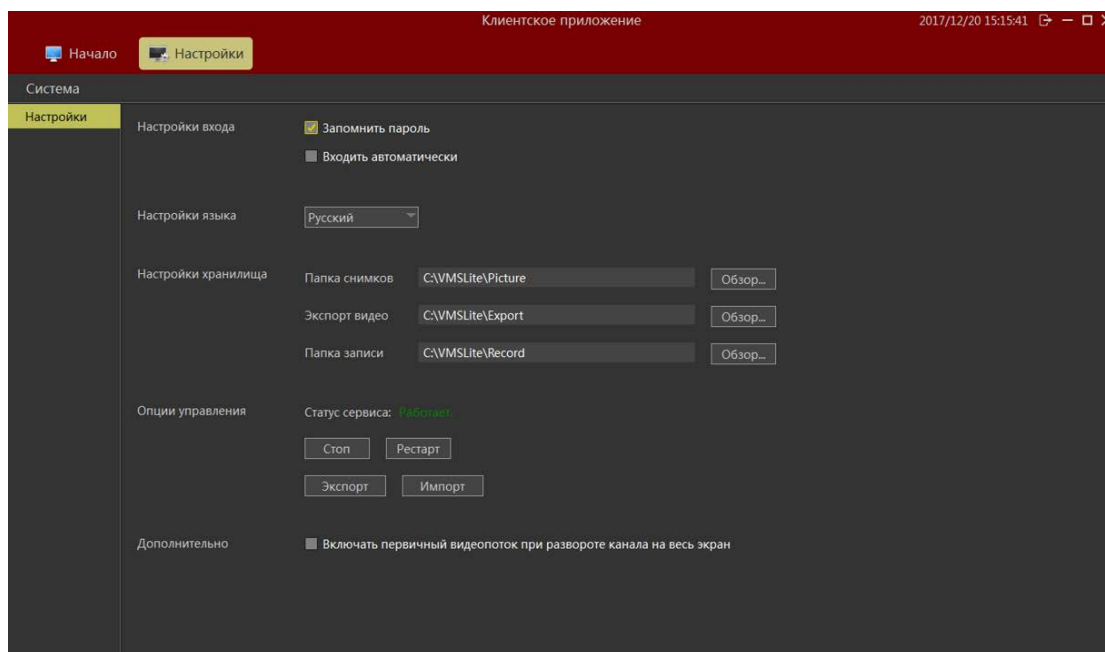 Клиентское приложение
2017/12/20 15:15:41
Начало
Настройки
Система
Настройки
Настройки входа
Запомнить пароль
Входить автоматически
Настройки языка
Русский
Настройки хранилища
Папка снимков C:\VMSLite\Picture Обзор...
Экспорт видео C:\VMSLite\Export Обзор...
Папка записи C:\VMSLite\Record Обзор...
Опции управления
Статус сервиса: Работает.
Стоп Рестарт
Экспорт Импорт
Дополнительно
Включать первичный видеопоток при развороте канала на весь экран